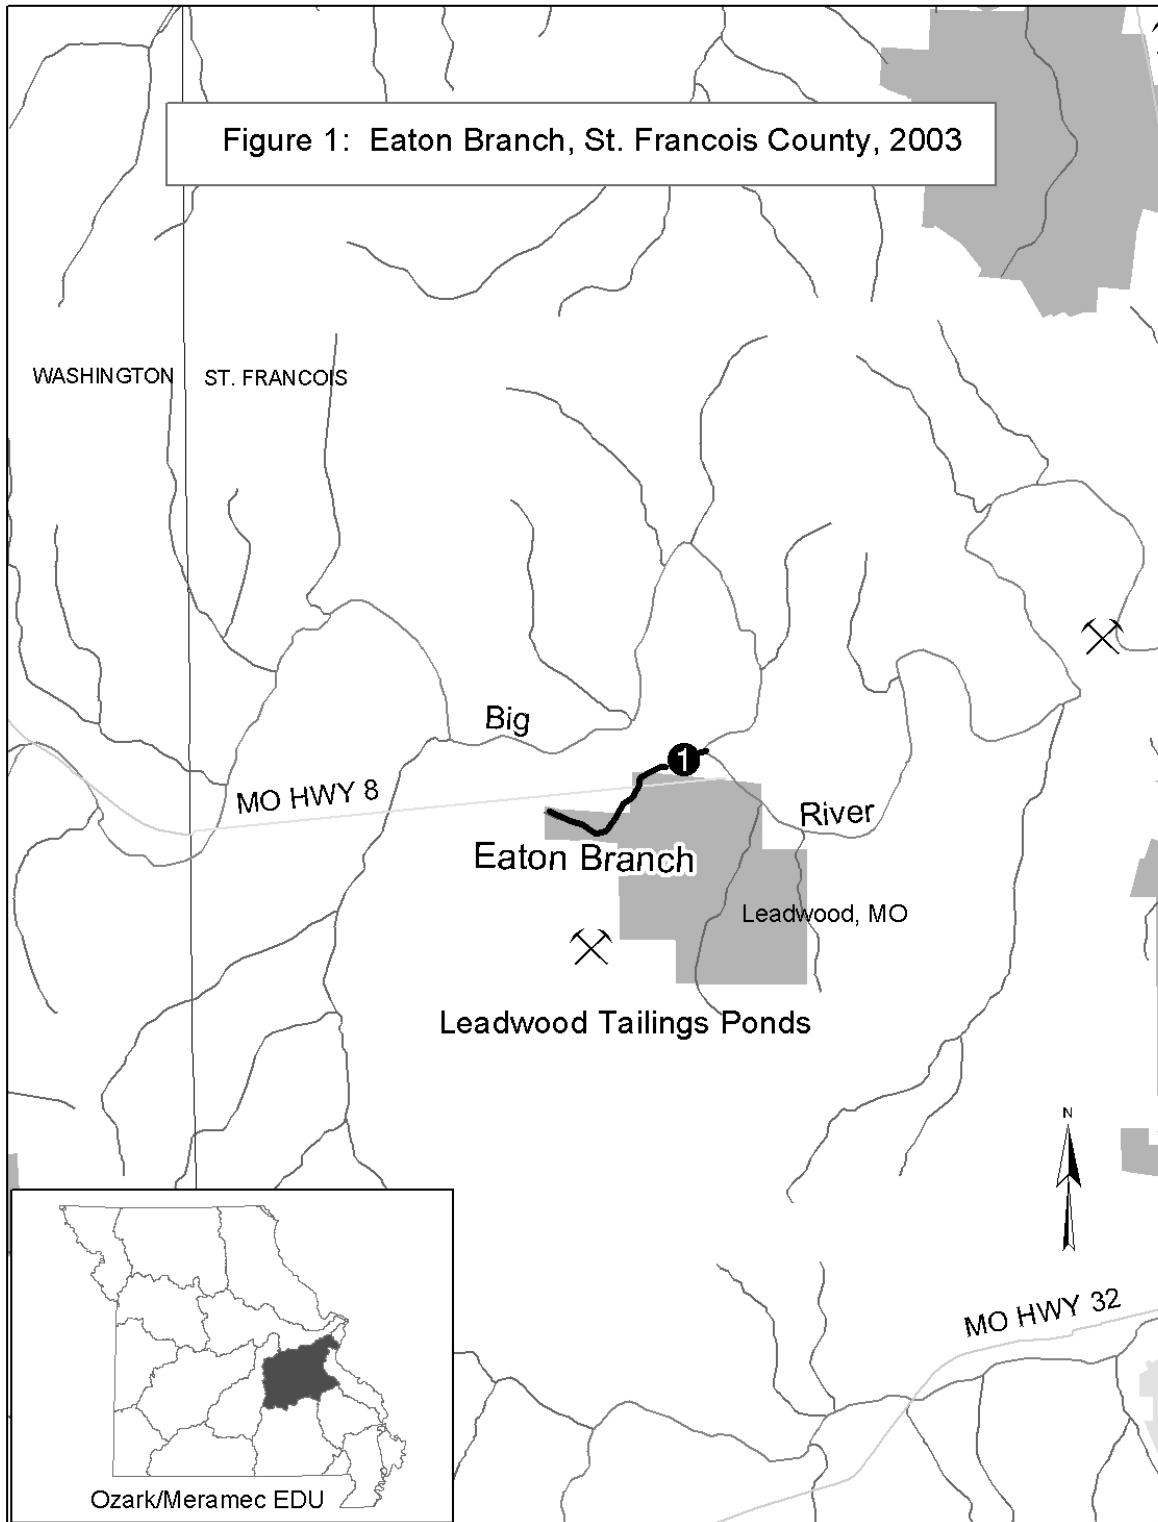 Figure 1: Eaton Branch, St. Francois County, 2003
WASHINGTON
ST. FRANCOIS
Big
1
MO HWY 8
River
Eaton Branch
Leadwood, MO
Leadwood Tailings Ponds
N
MO HWY 32
Ozark/Meramec EDU